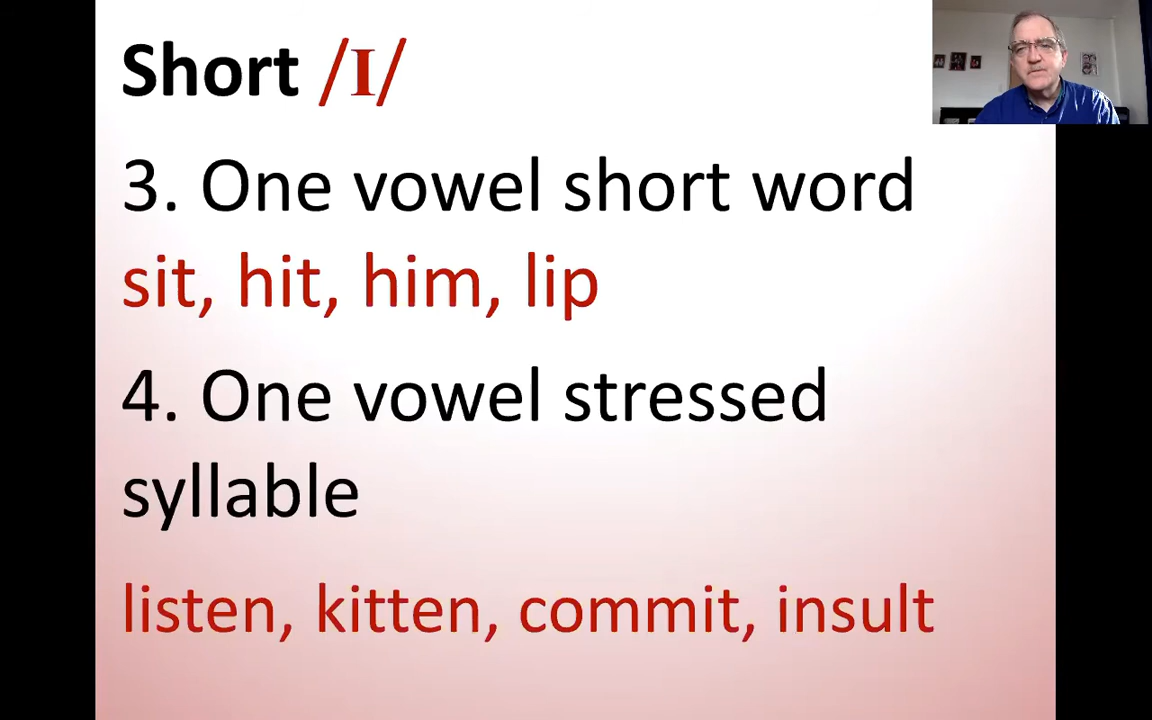 Short /I/
3. One vowel short word
sit, hit, him, lip
4. One vowel stressed
syllable
listen, kitten, commit, insult